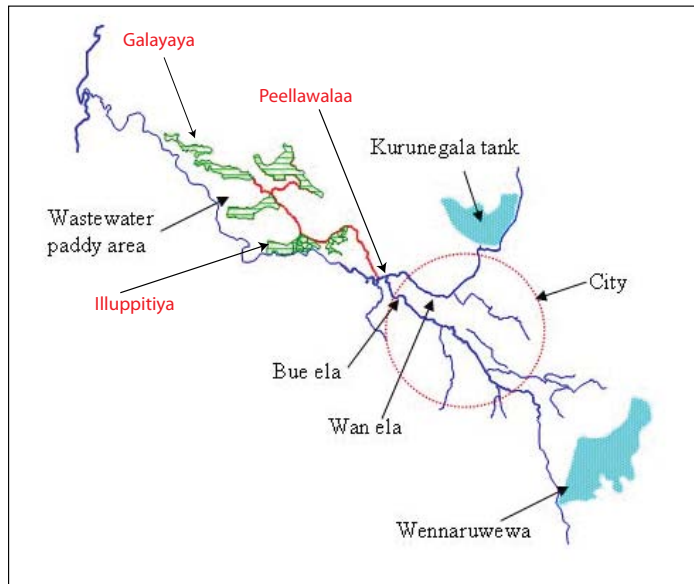 Galayaya
Peellawalaa
Kurunegala tank
Wastewater
paddy area
Illuppitiya
City
Bue ela
Wan ela
Wennaruwewa